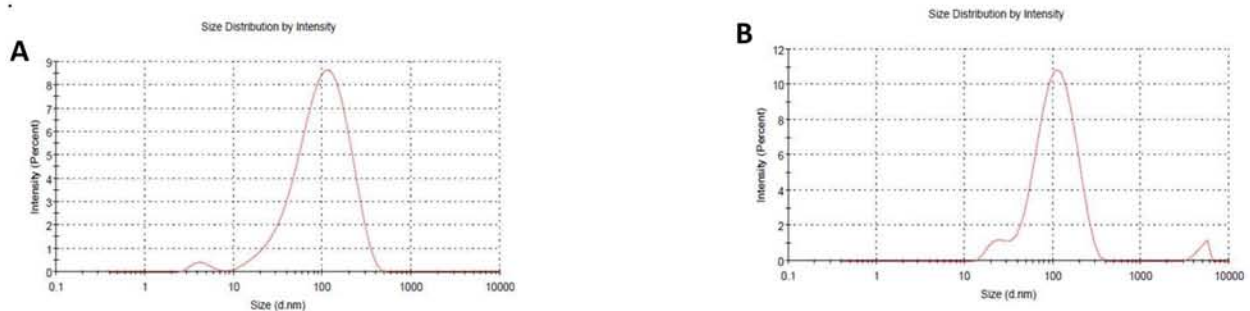 Size Distribution by Intensity
A
9
8
7
6
5
4
3
2
1
0
Intensity (Percent)
0.1 1 10 100 1000 10000
Size (d.nm)
Size Distribution by Intensity
B
12
10
8
6
4
2
0
Intensity (Percent)
0.1 1 10 100 1000 10000
Size (d.nm)